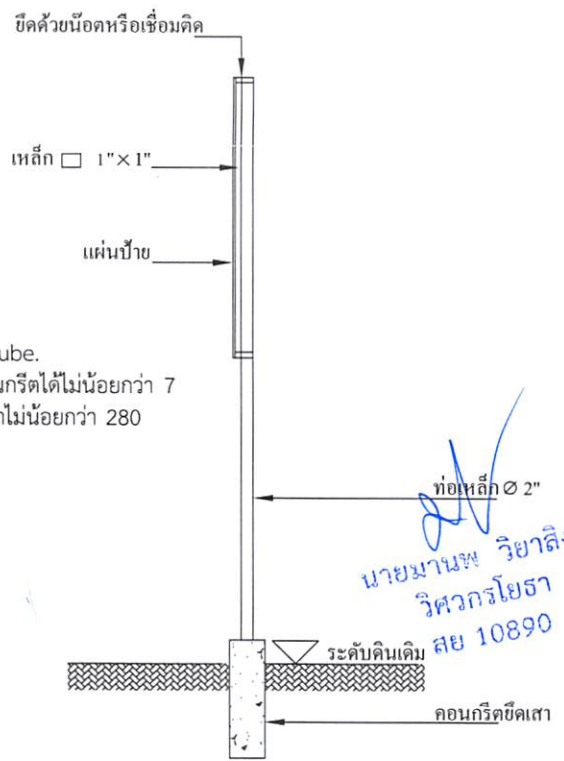 ยึดด้วยน๊อตหรือเชื่อมติด
เหล็ก □ 1"×1"
แผ่นป้าย
ube.
นกรีตได้ไม่น้อยกว่า 7
าไม่น้อยกว่า 280
ท่อเหล็ก Ø 2"
นายมานพ วิยาสิ
วิศวกรโยธา
สย 10890
ระดับดินเดิม
คอนกรีตยึดเสา